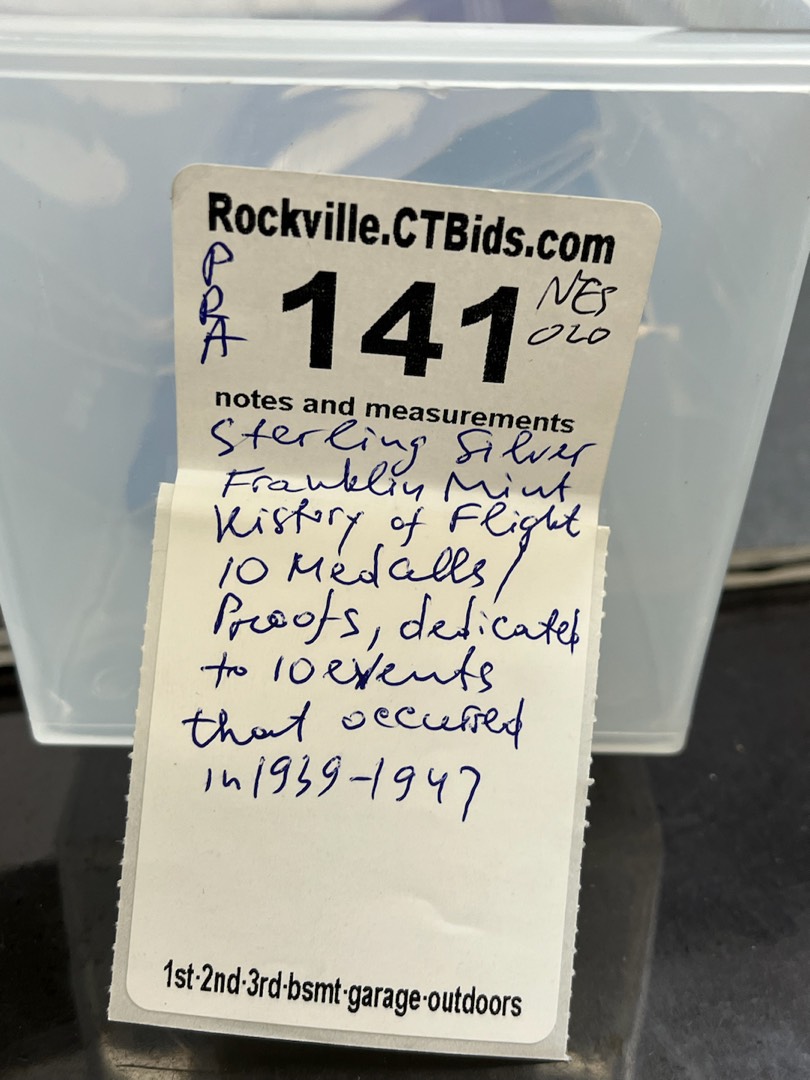 Rockville.CTBids.com
PRA
141
NES
020
notes and measurements
Sterling Silver
Franklin Mint
History of Flight
10 Medalls/
Proofs, dedicated
to 10 events
that occurred
in 1939-1947
1st·2nd·3rd·bsmt·garage·outdoors